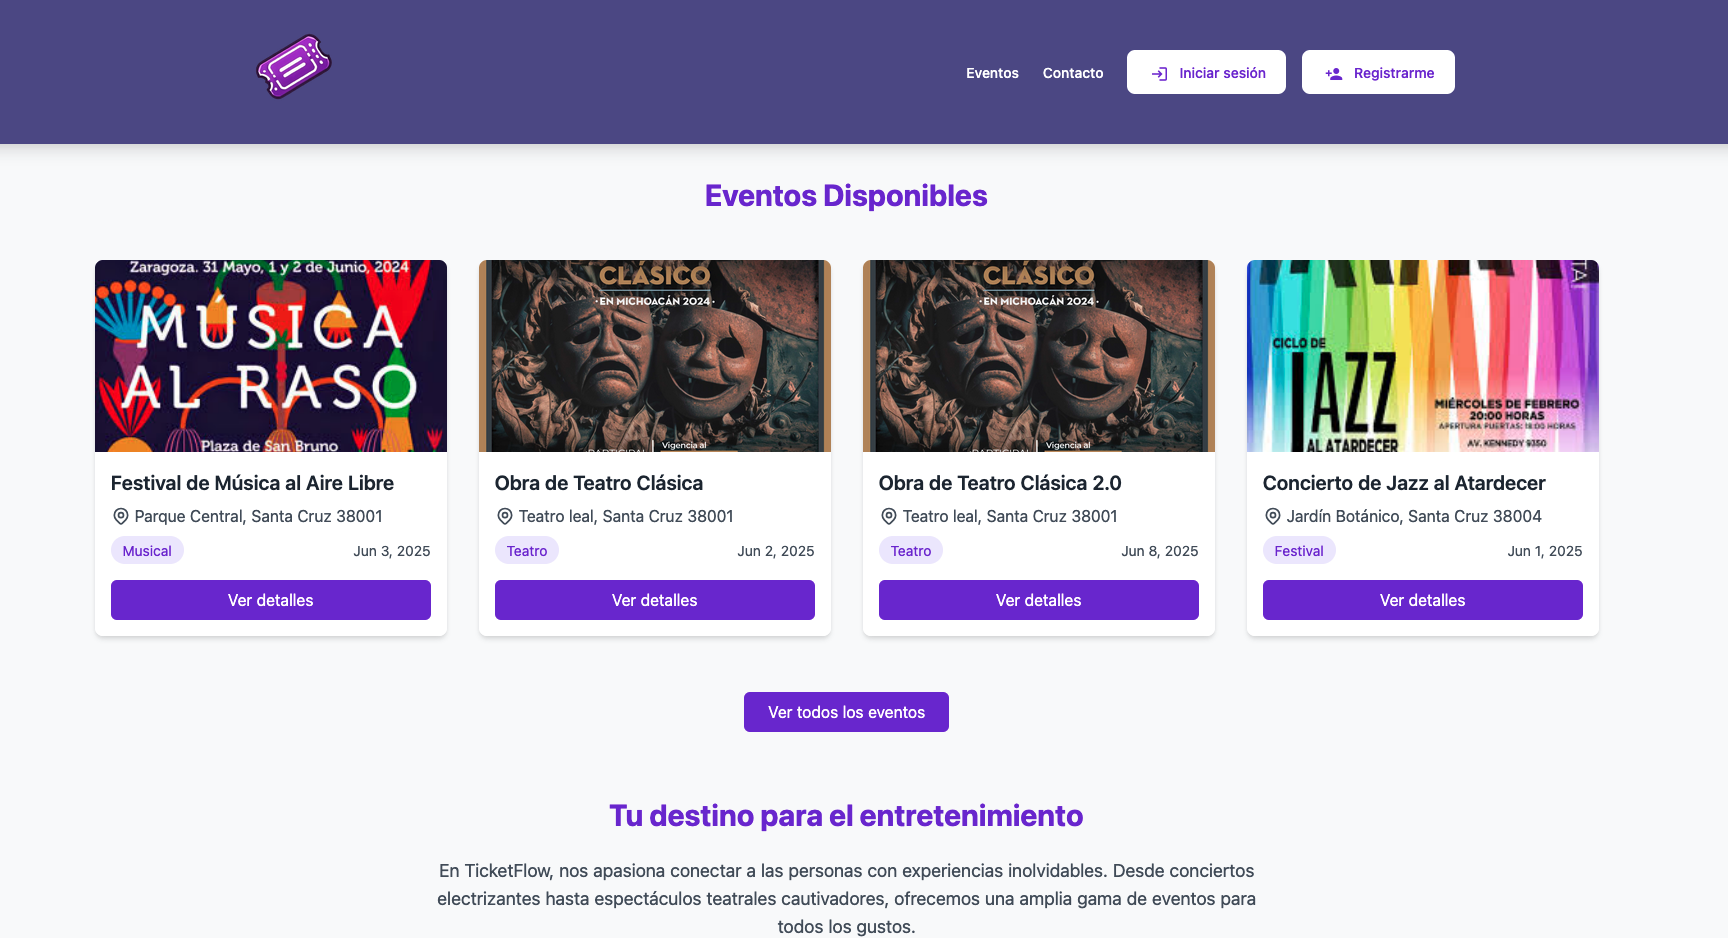 Eventos
Contacto
Iniciar sesión
Registrarme
Eventos Disponibles
Zaragoza. 31 Mayo, 1 y 2 de Junio, 2024
MÚSICA
AL RASO
Plaza de San Bruno
Festival de Música al Aire Libre
Parque Central, Santa Cruz 38001
Musical
Jun 3, 2025
Ver detalles
CLÁSICO
·EN MICHOACÁN 2024·
Vigencia al
Obra de Teatro Clásica
Teatro leal, Santa Cruz 38001
Teatro
Jun 2, 2025
Ver detalles
CLÁSICO
·EN MICHOACÁN 2024·
Vigencia al
Obra de Teatro Clásica 2.0
Teatro leal, Santa Cruz 38001
Teatro
Jun 8, 2025
Ver detalles
CICLO DE
JAZZ
AL ATARDECER
MIÉRCOLES DE FEBRERO
20:00 HORAS
APERTURA PUERTAS: 18:00 HORAS
AV. KENNEDY 9350
Concierto de Jazz al Atardecer
Jardín Botánico, Santa Cruz 38004
Festival
Jun 1, 2025
Ver detalles
Ver todos los eventos
Tu destino para el entretenimiento
En TicketFlow, nos apasiona conectar a las personas con experiencias inolvidables. Desde conciertos
electrizantes hasta espectáculos teatrales cautivadores, ofrecemos una amplia gama de eventos para
todos los gustos.